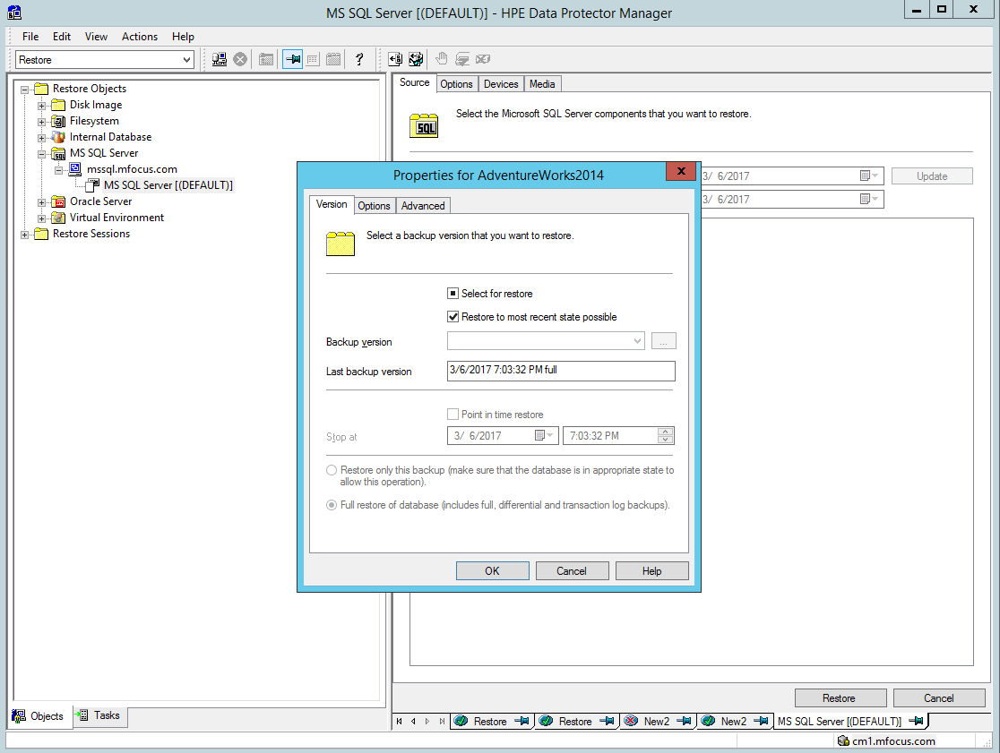 MS SQL Server [(DEFAULT)] - HPE Data Protector Manager
File Edit View Actions Help
Restore
Restore Objects
Disk Image
Filesystem
Internal Database
MS SQL Server
mssql.mfocus.com
MS SQL Server [(DEFAULT)]
Oracle Server
Virtual Environment
Restore Sessions
Objects Tasks
Source Options Devices Media
SQL
Select the Microsoft SQL Server components that you want to restore.
3/ 6/2017 Update
3/ 6/2017
Properties for AdventureWorks2014
Version Options Advanced
Select a backup version that you want to restore.
Select for restore
Restore to most recent state possible
Backup version ...
Last backup version 3/6/2017 7:03:32 PM full
Point in time restore
Stop at 3/ 6/2017 7:03:32 PM
Restore only this backup (make sure that the database is in appropriate state to
allow this operation).
Full restore of database (includes full, differential and transaction log backups).
OK Cancel Help
Restore Cancel
Restore Restore New2 New2 MS SQL Server [(DEFAULT)]
cm1.mfocus.com